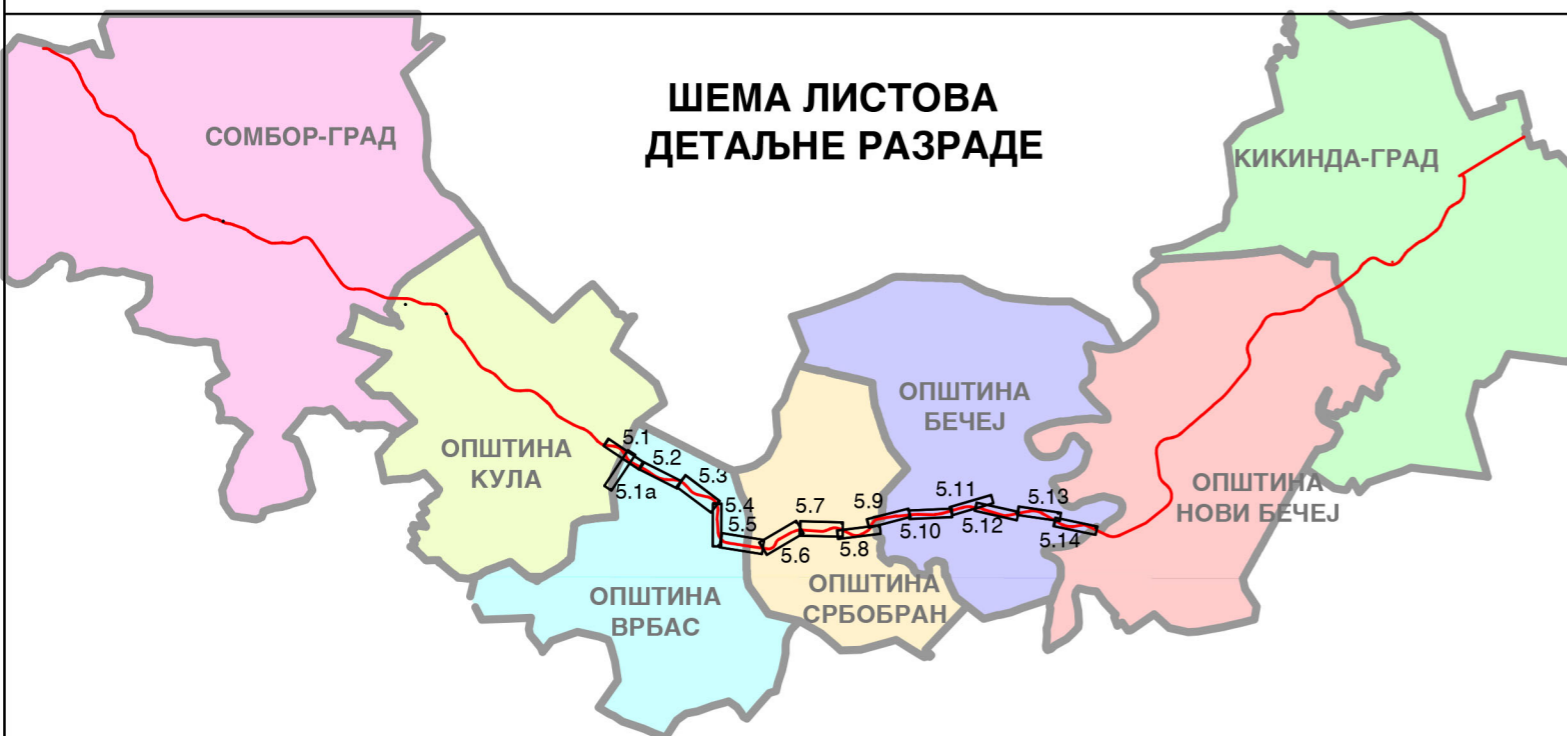 ШЕМА ЛИСТОВА
ДЕТАЉНЕ РАЗРАДЕ
СОМБОР-ГРАД
КИКИНДА-ГРАД
ОПШТИНА
КУЛА
ОПШТИНА
БЕЧЕЈ
ОПШТИНА
НОВИ БЕЧЕЈ
ОПШТИНА
ВРБАС
ОПШТИНА
СРБОБРАН
5.1
5.1a
5.2
5.3
5.4
5.5
5.6
5.7
5.8
5.9
5.10
5.11
5.12
5.13
5.14